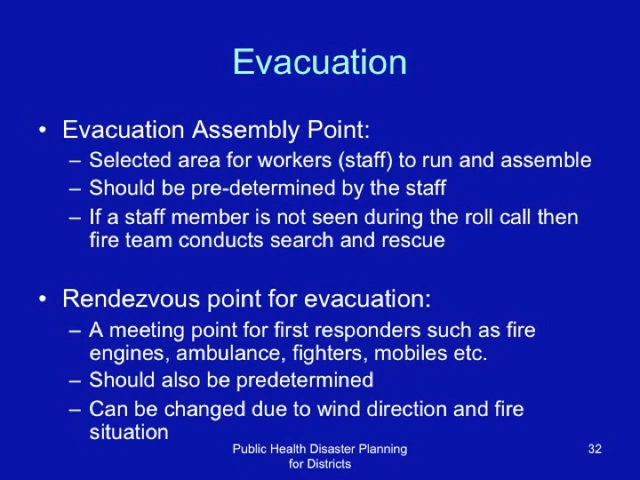 Evacuation
• Evacuation Assembly Point:
– Selected area for workers (staff) to run and assemble
– Should be pre-determined by the staff
– If a staff member is not seen during the roll call then
fire team conducts search and rescue
• Rendezvous point for evacuation:
– A meeting point for first responders such as fire
engines, ambulance, fighters, mobiles etc.
– Should also be predetermined
– Can be changed due to wind direction and fire
situation
Public Health Disaster Planning
for Districts
32